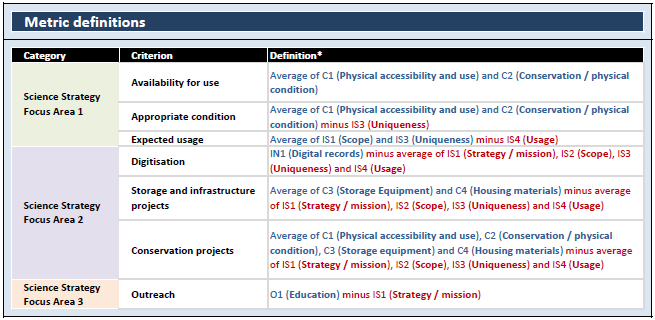 Metric definitions
Category Criterion Definition*
Science Strategy Focus Area 1
Availability for use
Average of C1 (Physical accessibility and use) and C2 (Conservation / physical
condition)
Appropriate condition
Average of C1 (Physical accessibility and use) and C2 (Conservation / physical
condition) minus IS3 (Uniqueness)
Expected usage
Average of IS1 (Scope) and IS3 (Uniqueness) minus IS4 (Usage)
Science Strategy
Focus Area 2
Digitisation
IN1 (Digital records) minus average of IS1 (Strategy / mission), IS2 (Scope), IS3
(Uniqueness) and IS4 (Usage)
Storage and infrastructure
projects
Average of C3 (Storage Equipment) and C4 (Housing materials) minus average
of IS1 (Strategy / mission), IS2 (Scope), IS3 (Uniqueness) and IS4 (Usage)
Conservation projects
Average of C1 (Physical accessibility and use), C2 (Conservation / physical
condition), C3 (Storage equipment) and C4 (Housing materials) minus average
of IS1 (Strategy / mission), IS2 (Scope), IS3 (Uniqueness) and IS4 (Usage)
Science Strategy
Focus Area 3
Outreach
O1 (Education) minus IS1 (Strategy / mission)